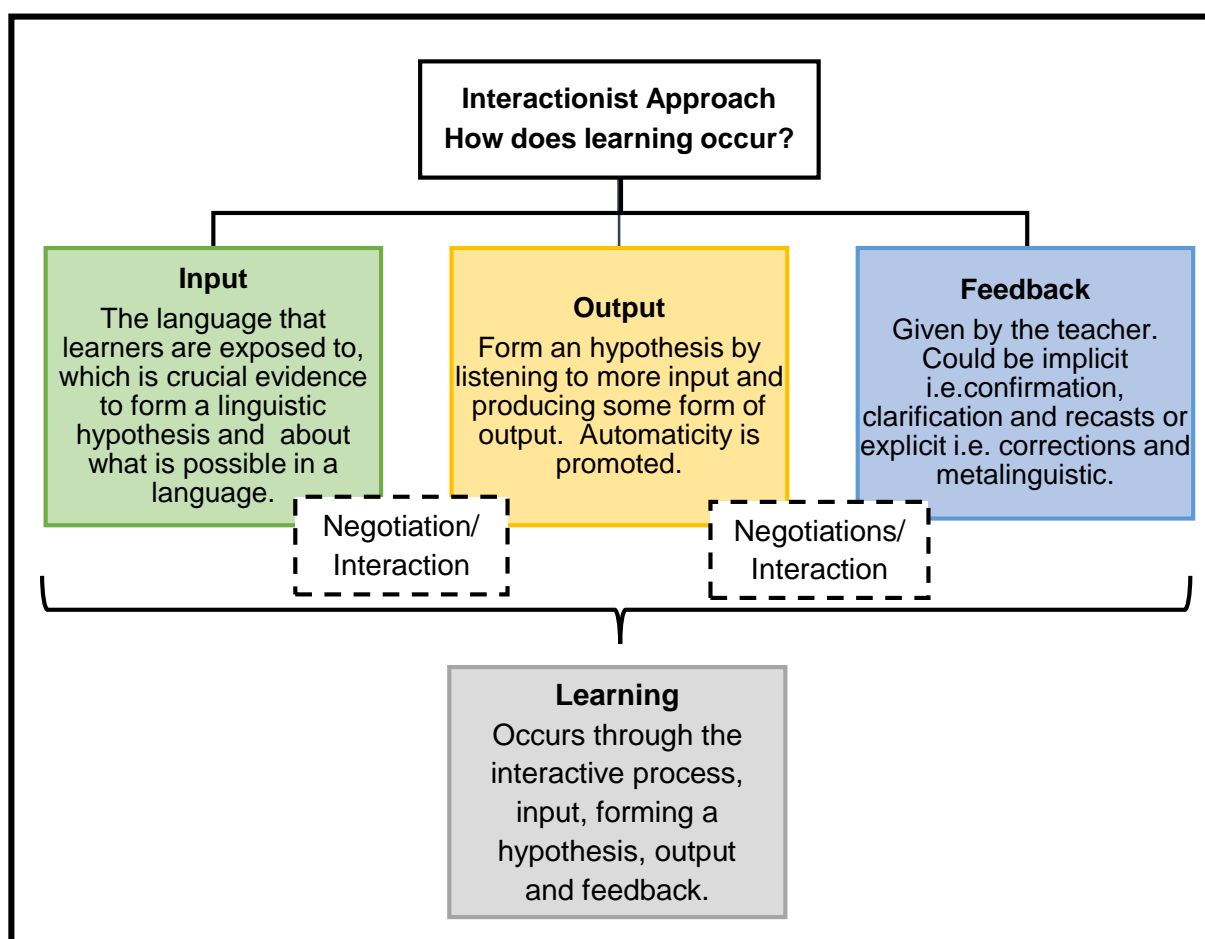 Interactionist Approach
How does learning occur?
Input
The language that
learners are exposed to,
which is crucial evidence
to form a linguistic
hypothesis and about
what is possible in a
language.
Output
Form an hypothesis by
listening to more input and
producing some form of
output. Automaticity is
promoted.
Feedback
Given by the teacher.
Could be implicit
i.e.confirmation,
clarification and recasts or
explicit i.e. corrections and
metalinguistic.
Negotiation/
Interaction
Negotiations/
Interaction
Learning
Occurs through the
interactive process,
input, forming a
hypothesis, output
and feedback.